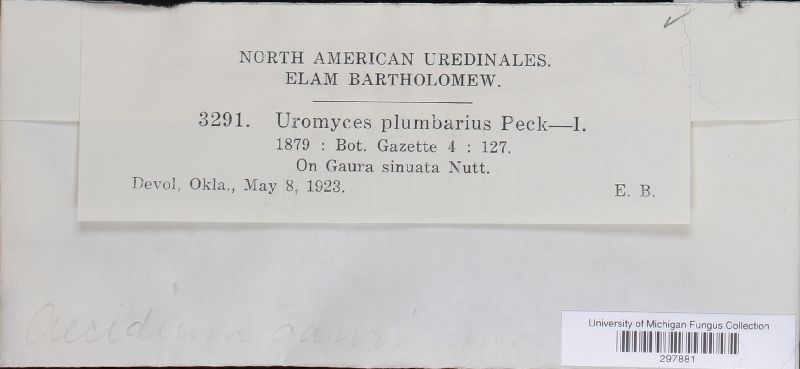 NORTH AMERICAN UREDINALES.
ELAM BARTHOLOMEW.
3291. Uromyces plumbarius Peck—I.
1879 : Bot. Gazette 4 : 127.
On Gaura sinuata Nutt.
Devol, Okla., May 8, 1923. E. B.
University of Michigan Fungus Collection
297881